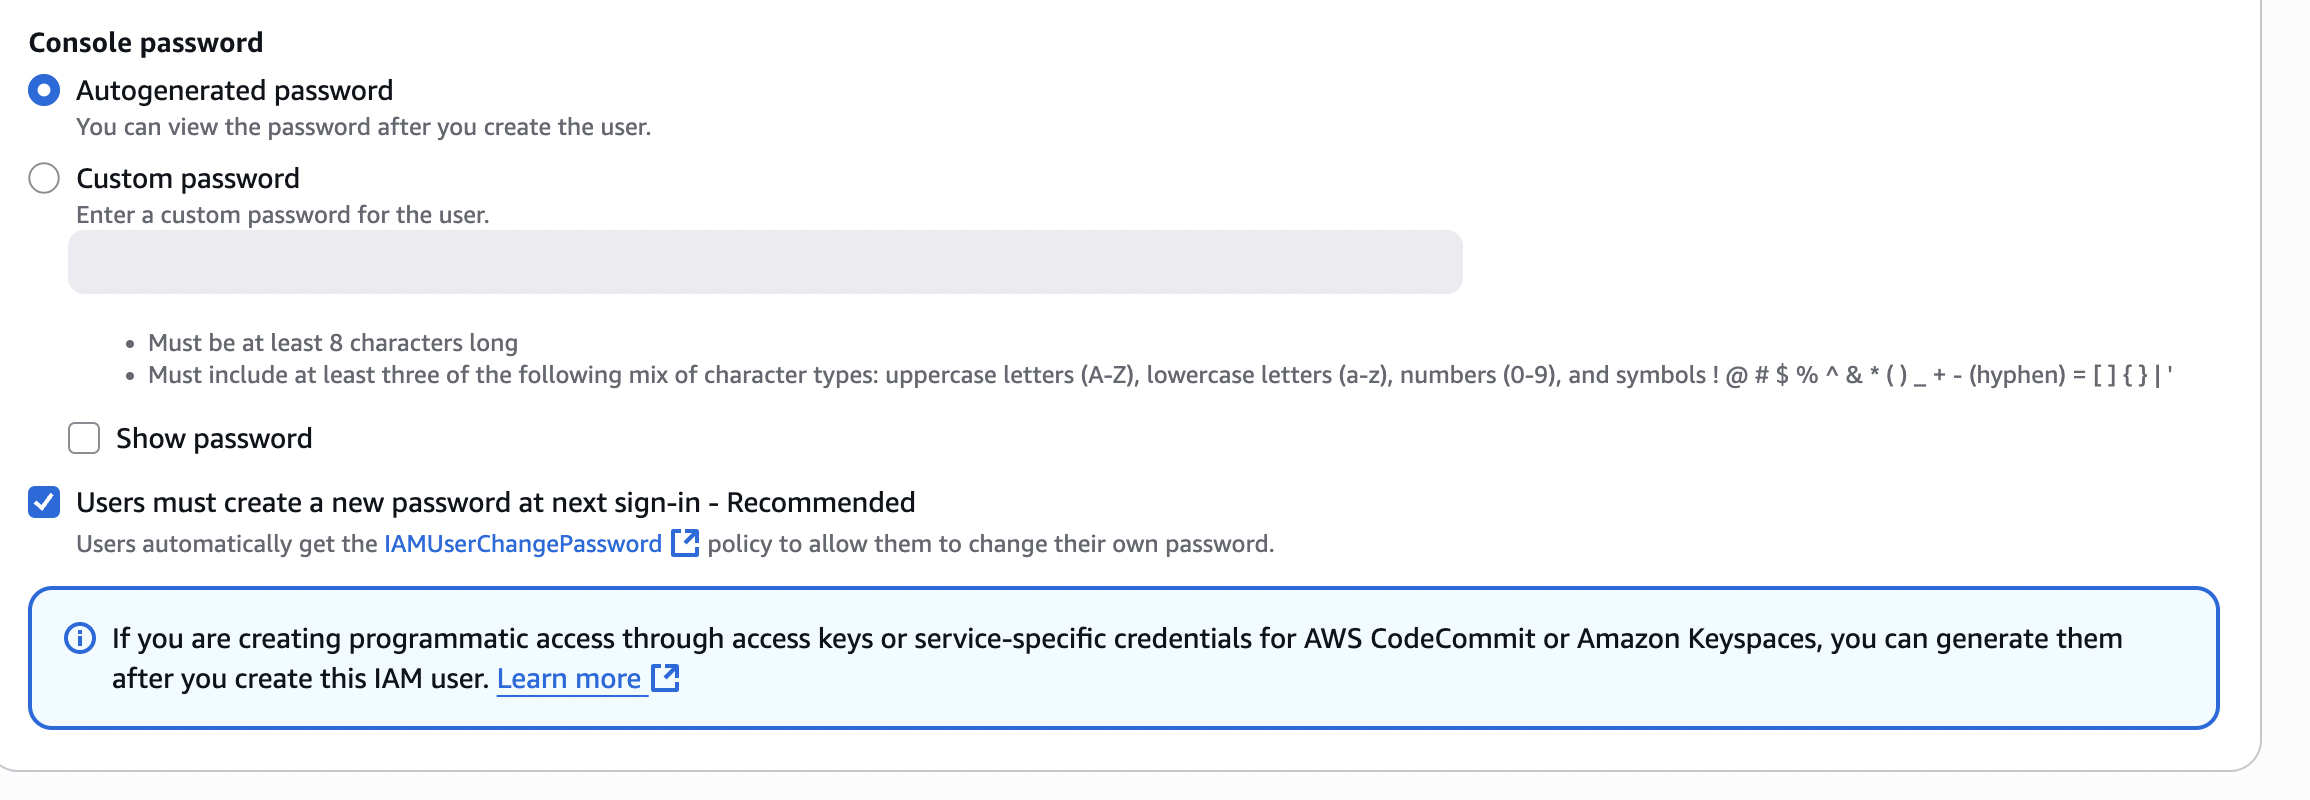 Console password
Autogenerated password
You can view the password after you create the user.
Custom password
Enter a custom password for the user.
• Must be at least 8 characters long
• Must include at least three of the following mix of character types: uppercase letters (A-Z), lowercase letters (a-z), numbers (0-9), and symbols ! @ # $ % ^ & * ( ) _ + - (hyphen) = [ ] { } | '
Show password
Users must create a new password at next sign-in - Recommended
Users automatically get the IAMUserChangePassword policy to allow them to change their own password.
If you are creating programmatic access through access keys or service-specific credentials for AWS CodeCommit or Amazon Keyspaces, you can generate them
after you create this IAM user. Learn more